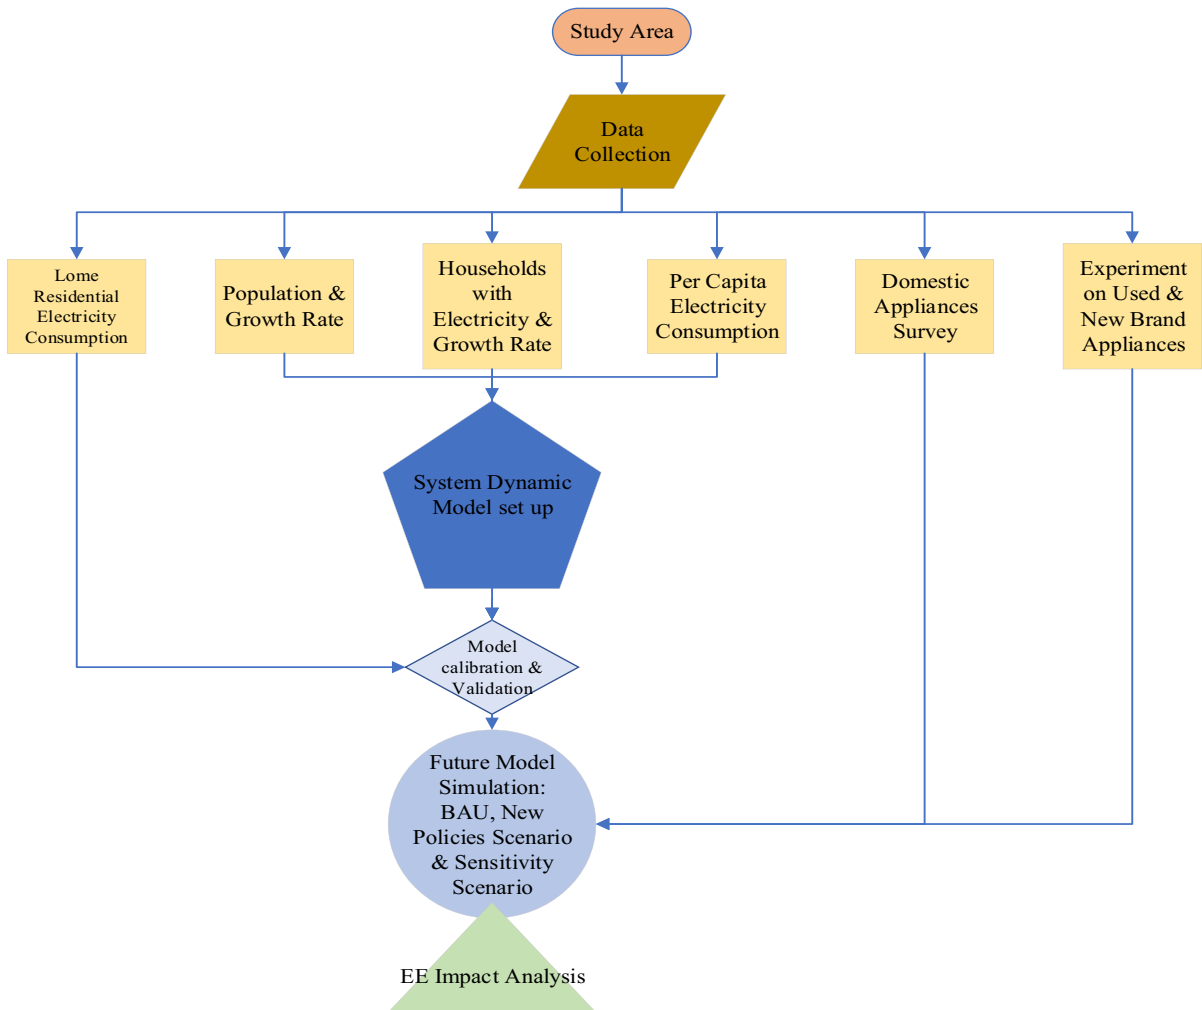 Study Area
Data
Collection
Lome
Residential
Electricity
Consumption
Population &
Growth Rate
Households
with
Electricity &
Growth Rate
Per Capita
Electricity
Consumption
Domestic
Appliances
Survey
Experiment
on Used &
New Brand
Appliances
System Dynamic
Model set up
Model
calibration &
Validation
Future Model
Simulation:
BAU, New
Policies Scenario
& Sensitivity
Scenario
EE Impact Analysis